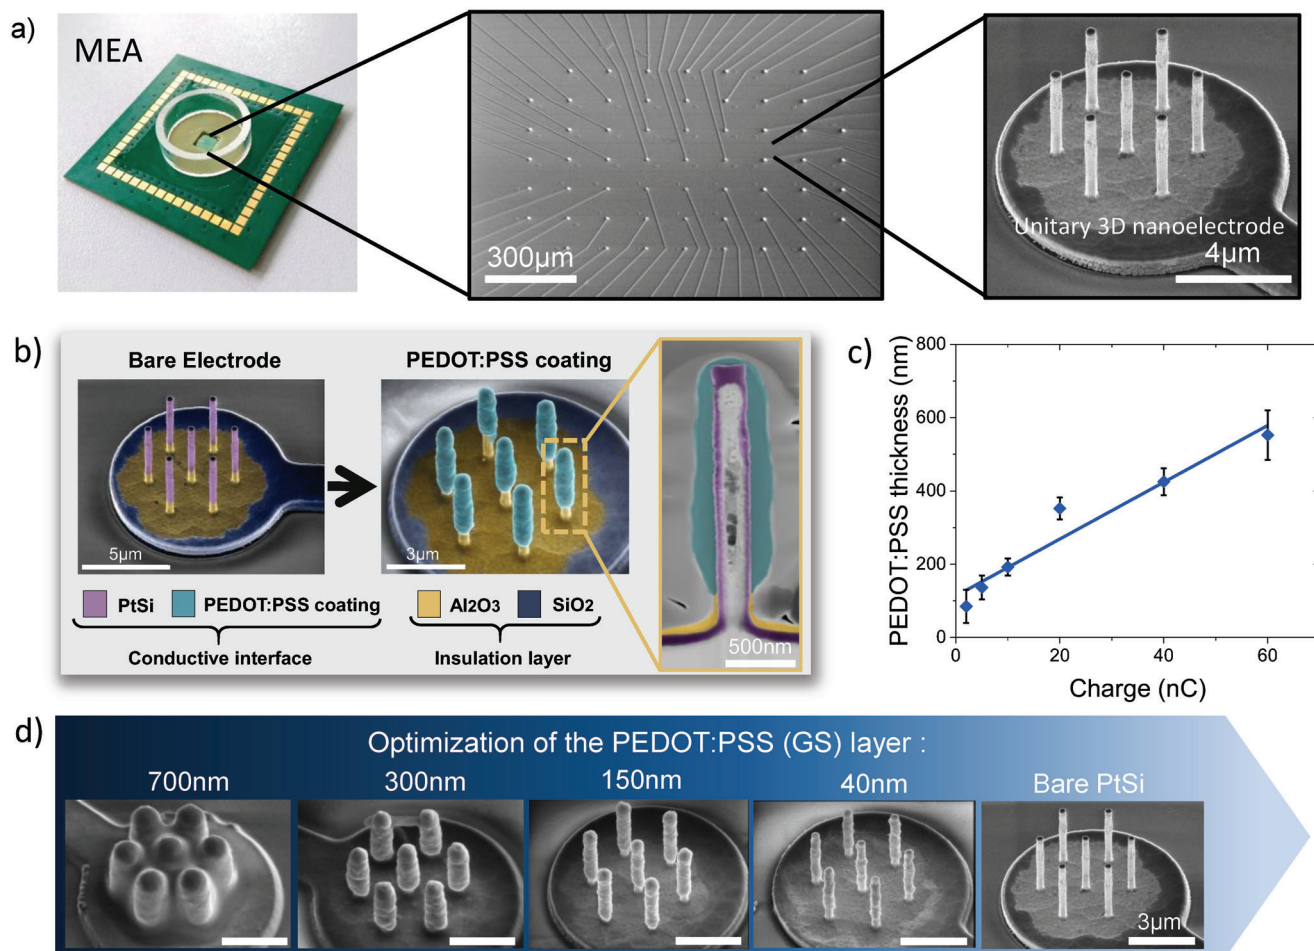 a)
MEA
300µm
Unitary 3D nanoelectrode
4µm
b)
Bare Electrode
PEDOT:PSS coating
5µm
3µm
500nm
PtSi
PEDOT:PSS coating
Al2O3
SiO2
Conductive interface
Insulation layer
c)
PEDOT:PSS thickness (nm)
800
600
400
200
0
0
20
40
60
Charge (nC)
d)
Optimization of the PEDOT:PSS (GS) layer :
700nm
300nm
150nm
40nm
Bare PtSi
3µm